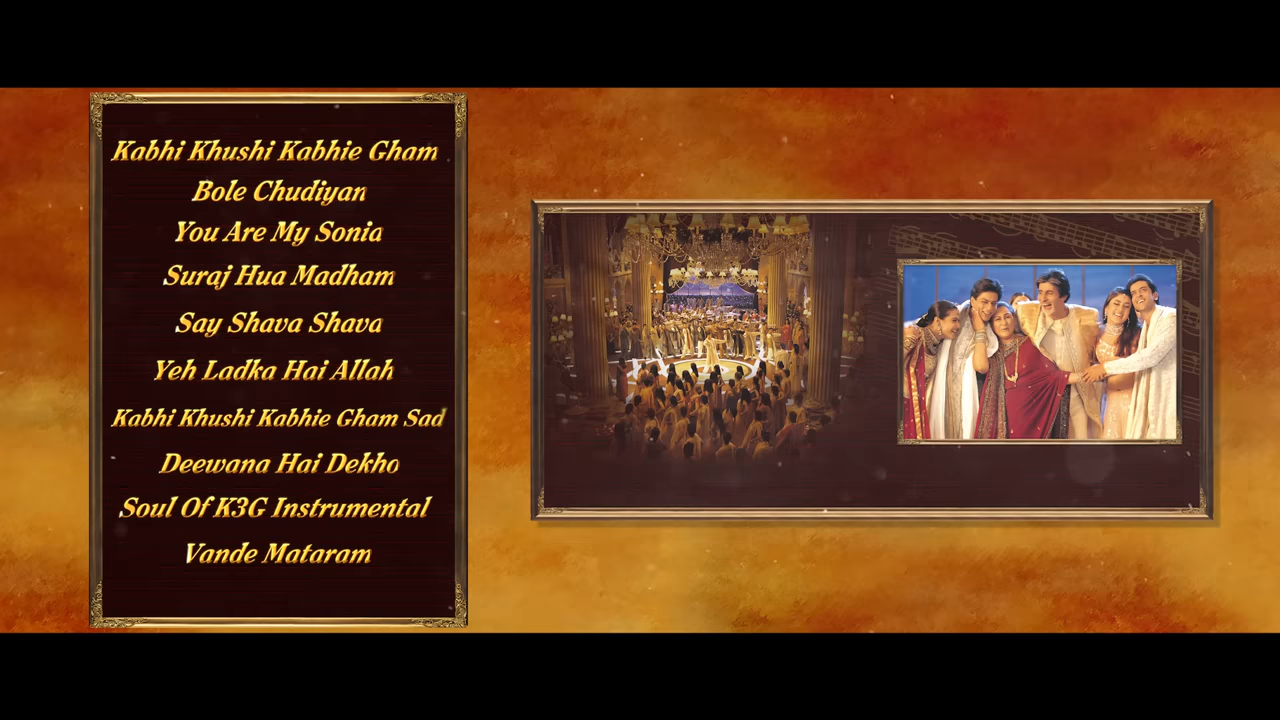 Kabhi Khushi Kabhie Gham
Bole Chudiyan
You Are My Sonia
Suraj Hua Madham
Say Shava Shava
Yeh Ladka Hai Allah
Kabhi Khushi Kabhie Gham Sad
Deewana Hai Dekho
Soul Of K3G Instrumental
Vande Mataram